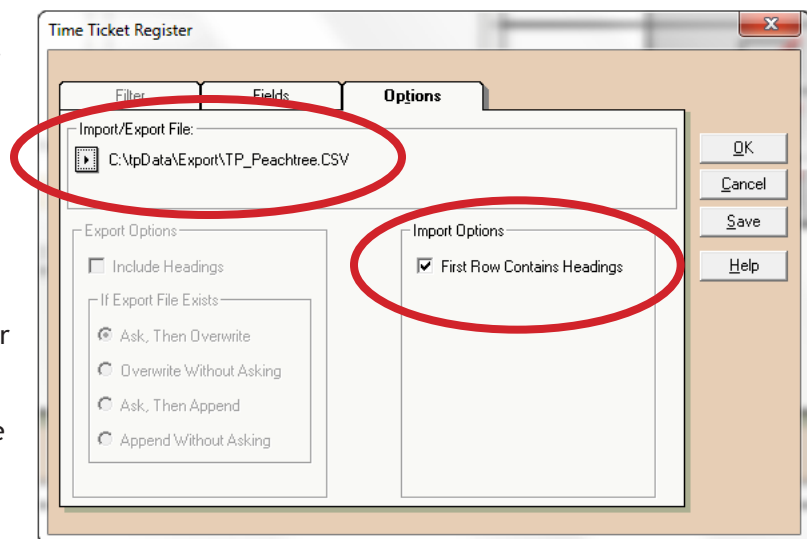 Time Ticket Register
Filter Fields Options
Import/Export File:
C:\tpData\Export\TP_Peachtree.CSV
OK
Cancel
Save
Help
Export Options
Include Headings
If Export File Exists
Ask, Then Overwrite
Overwrite Without Asking
Ask, Then Append
Append Without Asking
Import Options
First Row Contains Headings
r
e